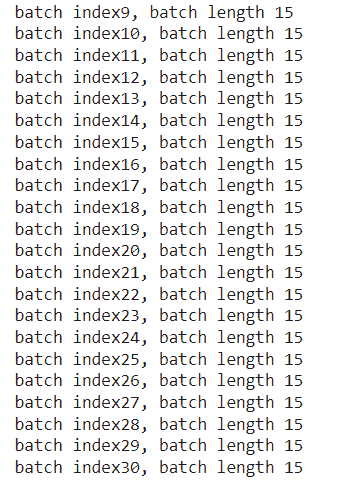 batch index9, batch length 15
batch index10, batch length 15
batch index11, batch length 15
batch index12, batch length 15
batch index13, batch length 15
batch index14, batch length 15
batch index15, batch length 15
batch index16, batch length 15
batch index17, batch length 15
batch index18, batch length 15
batch index19, batch length 15
batch index20, batch length 15
batch index21, batch length 15
batch index22, batch length 15
batch index23, batch length 15
batch index24, batch length 15
batch index25, batch length 15
batch index26, batch length 15
batch index27, batch length 15
batch index28, batch length 15
batch index29, batch length 15
batch index30, batch length 15